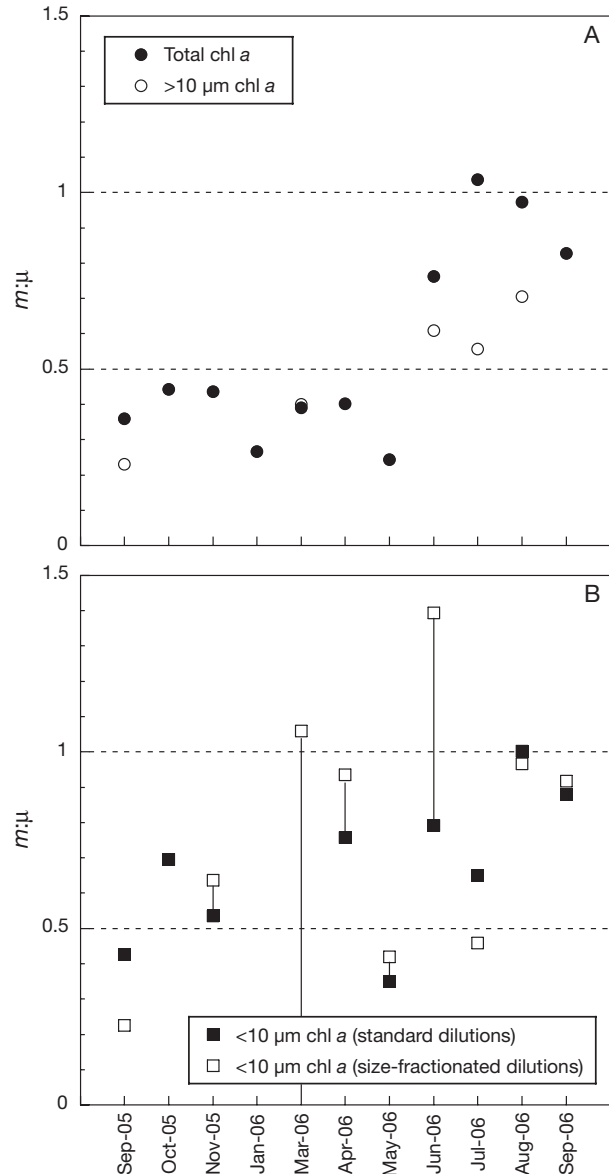 1.5
A
Total chl a
>10 µm chl a
1
m:µ
0.5
0
1.5
B
1
m:µ
0.5
<10 µm chl a (standard dilutions)
<10 µm chl a (size-fractionated dilutions)
0
Sep-05
Oct-05
Nov-05
Jan-06
Mar-06
Apr-06
May-06
Jun-06
Jul-06
Aug-06
Sep-06